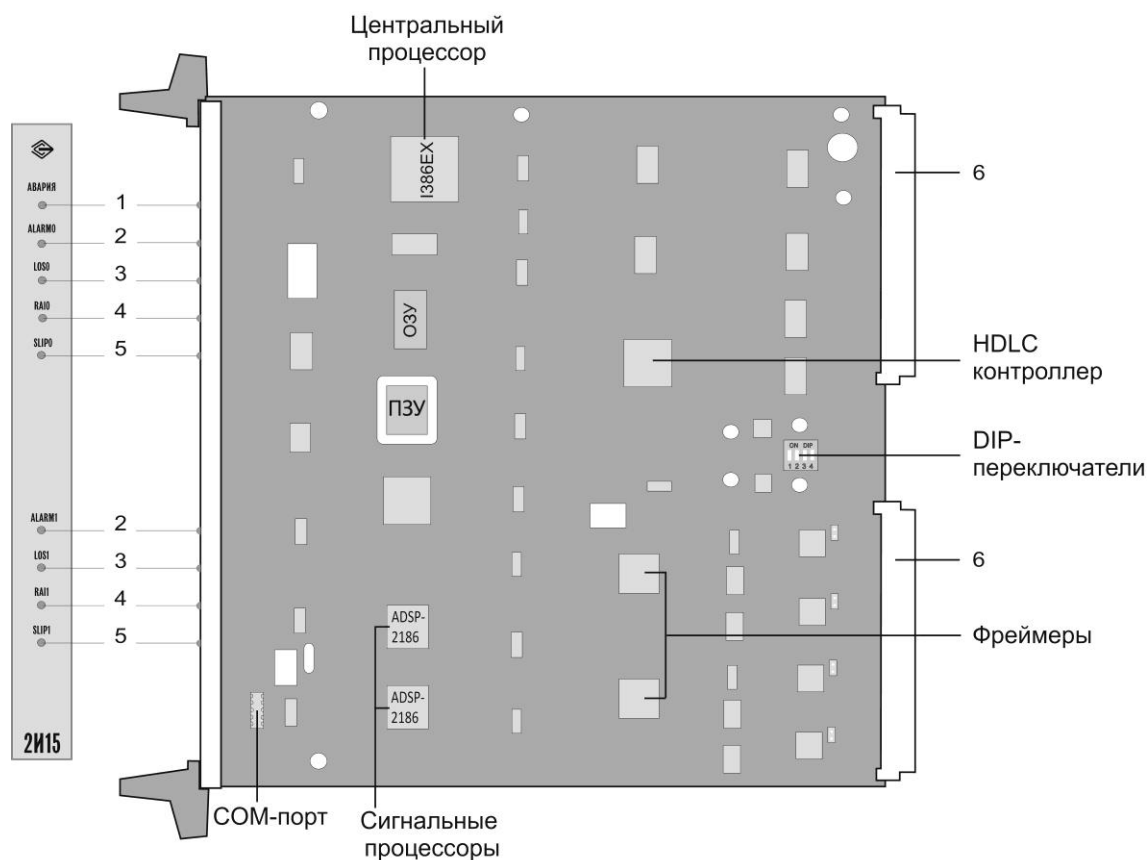 Центральный
процессор
I386EX
6
АВАРИЯ
1
ALARM0
2
LOS0
3
RAI0
4
SLIP0
5
ОЗУ
HDLC
контроллер
ПЗУ
ON DIP
1 2 3 4
DIP-
переключатели
ALARM1
2
LOS1
3
6
RAI1
4
SLIP1
5
ADSP-
2186
Фреймеры
ADSP-
2186
2И15
COM-порт
Сигнальные
процессоры